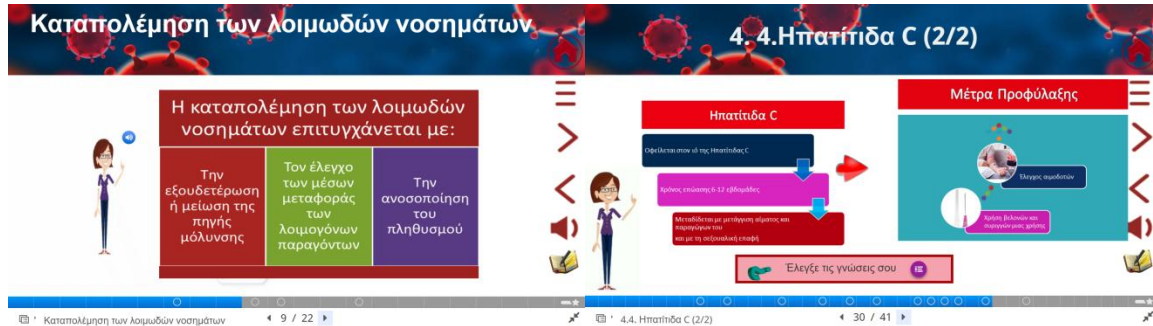 Καταπολέμηση των λοιμωδών νοσημάτων
Η καταπολέμηση των λοιμωδών
νοσημάτων επιτυγχάνεται με:
Την
εξουδετέρωση
ή μείωση της
πηγής
μόλυνσης
Τον έλεγχο
των μέσων
μεταφοράς
των
λοιμογόνων
παραγόντων
Την
ανοσοποίηση
του
πληθυσμού
Καταπολέμηση των λοιμωδών νοσημάτων
9 / 22
4. 4.Ηπατίτιδα C (2/2)
Ηπατίτιδα C
Οφείλεται στον ιό της Ηπατίτιδας C
Χρόνος επώασης 6-12 εβδομάδες
Μεταδίδεται με μετάγγιση αίματος και
παραγώγων του
και με τη σεξουαλική επαφή
Μέτρα Προφύλαξης
Έλεγχος αιμοδοτών
Χρήση βελονών και
συριγγών μιας χρήσης
Έλεγξε τις γνώσεις σου
4.4. Ηπατίτιδα C (2/2)
30 / 41